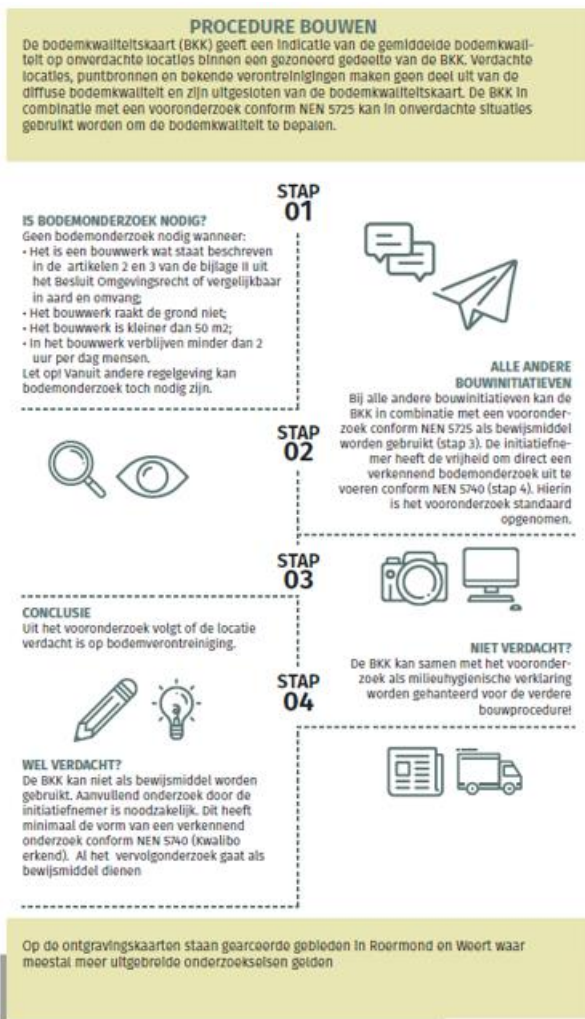 PROCEDURE BOUWEN
De bodemkwaliteitskaart (BKK) geeft een indicatie van de gemiddelde bodemkwali-
teit op onverdachte locaties binnen een gezoneerd gedeelte van de BKK. Verdachte
locaties, puntbronnen en bekende verontreinigingen maken geen deel uit van de
diffuse bodemkwaliteit en zijn uitgesloten van de bodemkwaliteitskaart. De BKK in
combinatie met een vooronderzoek conform NEN 5725 kan in onverdachte situaties
gebruikt worden om de bodemkwaliteit te bepalen.
STAP
01
IS BODEMONDERZOEK NODIG?
Geen bodemonderzoek nodig wanneer:
• Het is een bouwwerk wat staat beschreven
in de artikelen 2 en 3 van de bijlage II uit
het Besluit Omgevingsrecht of vergelijkbaar
in aard en omvang;
• Het bouwwerk raakt de grond niet;
• Het bouwwerk is kleiner dan 50 m2;
• In het bouwwerk verblijven minder dan 2
uur per dag mensen.
Let op! Vanuit andere regelgeving kan
bodemonderzoek toch nodig zijn.
STAP
02
ALLE ANDERE
BOUWINITIATIEVEN
Bij alle andere bouwinitiatieven kan de
BKK in combinatie met een vooronder-
zoek conform NEN 5725 als bewijsmiddel
worden gebruikt (stap 3). De initiatiefne-
mer heeft de vrijheid om direct een
verkennend bodemonderzoek uit te
voeren conform NEN 5740 (stap 4). Hierin
is het vooronderzoek standaard
opgenomen.
STAP
03
CONCLUSIE
Uit het vooronderzoek volgt of de locatie
verdacht is op bodemverontreiniging.
NIET VERDACHT?
De BKK kan samen met het vooronder-
zoek als milieuhygienische verklaring
worden gehanteerd voor de verdere
bouwprocedure!
STAP
04
WEL VERDACHT?
De BKK kan niet als bewijsmiddel worden
gebruikt. Aanvullend onderzoek door de
initiatiefnemer is noodzakelijk. Dit heeft
minimaal de vorm van een verkennend
onderzoek conform NEN 5740 (Kwalibo
erkend). Al het vervolgonderzoek gaat als
bewijsmiddel dienen
Op de ontgravingskaarten staan gearceerde gebieden in Roermond en Weert waar
meestal meer uitgebreide onderzoekseisen gelden